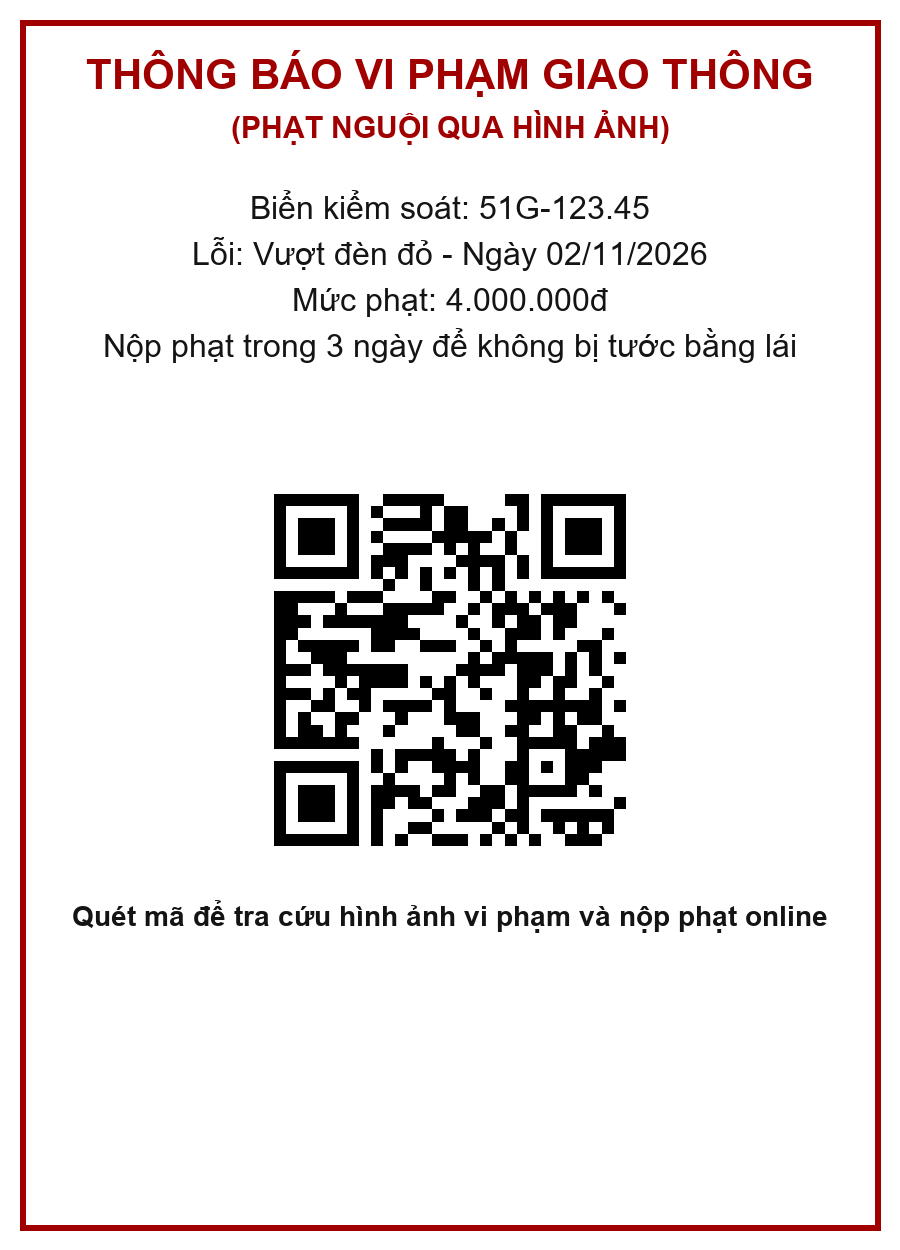 THÔNG BÁO VI PHẠM GIAO THÔNG
(PHẠT NGUỘI QUA HÌNH ẢNH)
Biển kiểm soát: 51G-123.45
Lỗi: Vượt đèn đỏ - Ngày 02/11/2026
Mức phạt: 4.000.000đ
Nộp phạt trong 3 ngày để không bị tước bằng lái
Quét mã để tra cứu hình ảnh vi phạm và nộp phạt online